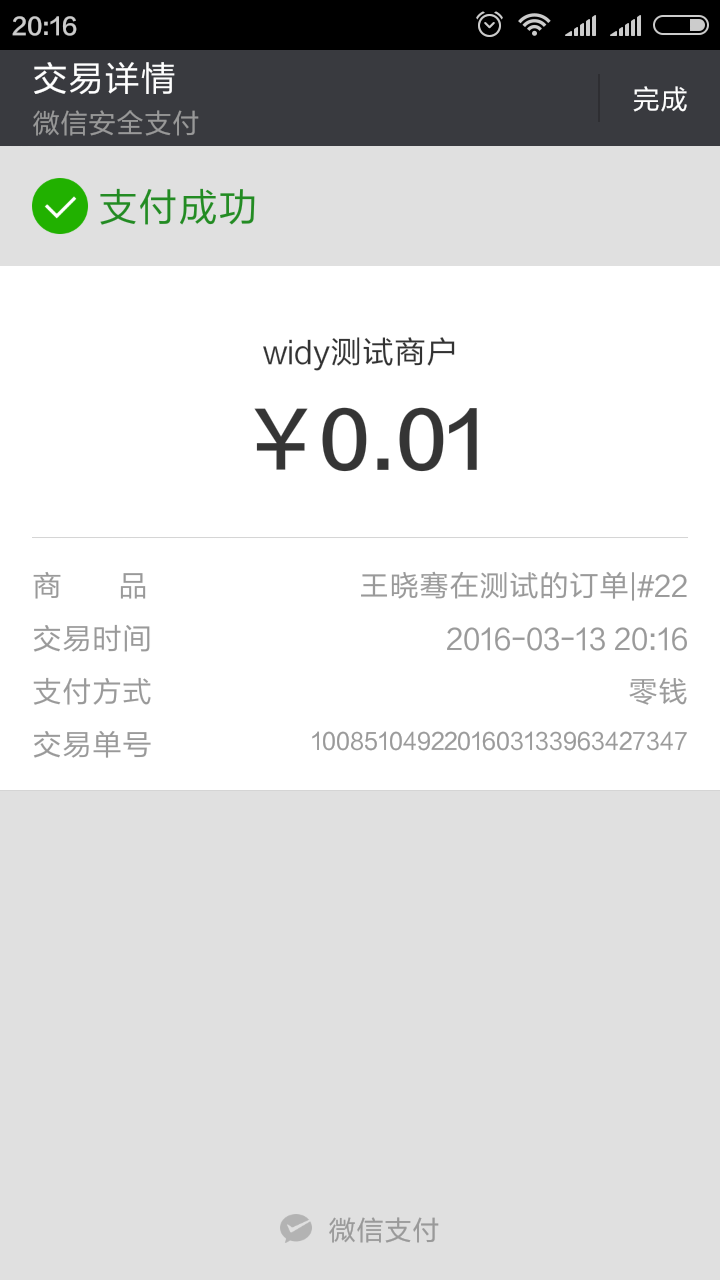 20:16
交易详情
微信安全支付
完成
支付成功
widy测试商户
￥0.01
商 品 王晓骞在测试的订单|#22
交易时间 2016-03-13 20:16
支付方式 零钱
交易单号 1008510492201603133963427347
微信支付